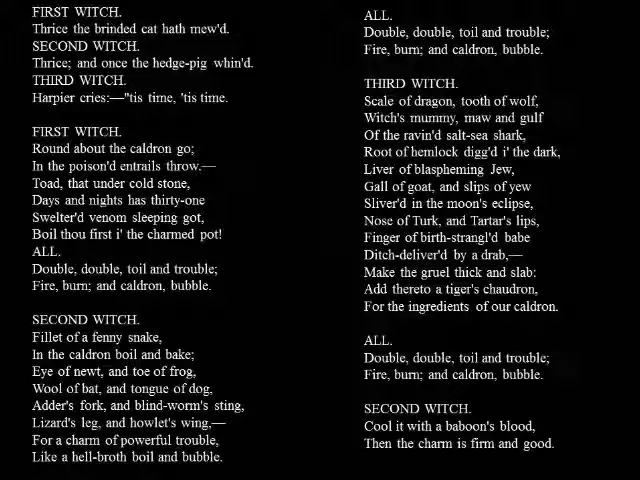 FIRST WITCH.
Thrice the brinded cat hath mew'd.
SECOND WITCH.
Thrice; and once the hedge-pig whin'd.
THIRD WITCH.
Harpier cries:—"tis time, 'tis time.
FIRST WITCH.
Round about the caldron go;
In the poison'd entrails throw.—
Toad, that under cold stone,
Days and nights has thirty-one
Swelter'd venom sleeping got,
Boil thou first i' the charmed pot!
ALL.
Double, double, toil and trouble;
Fire, burn; and caldron, bubble.
SECOND WITCH.
Fillet of a fenny snake,
In the caldron boil and bake;
Eye of newt, and toe of frog,
Wool of bat, and tongue of dog,
Adder's fork, and blind-worm's sting,
Lizard's leg, and howlet's wing,—
For a charm of powerful trouble,
Like a hell-broth boil and bubble.
ALL.
Double, double, toil and trouble;
Fire, burn; and caldron, bubble.
THIRD WITCH.
Scale of dragon, tooth of wolf,
Witch's mummy, maw and gulf
Of the ravin'd salt-sea shark,
Root of hemlock digg'd i' the dark,
Liver of blaspheming Jew,
Gall of goat, and slips of yew
Sliver'd in the moon's eclipse,
Nose of Turk, and Tartar's lips,
Finger of birth-strangl'd babe
Ditch-deliver'd by a drab,—
Make the gruel thick and slab:
Add thereto a tiger's chaudron,
For the ingredients of our caldron.
ALL.
Double, double, toil and trouble;
Fire, burn; and caldron, bubble.
SECOND WITCH.
Cool it with a baboon's blood,
Then the charm is firm and good.